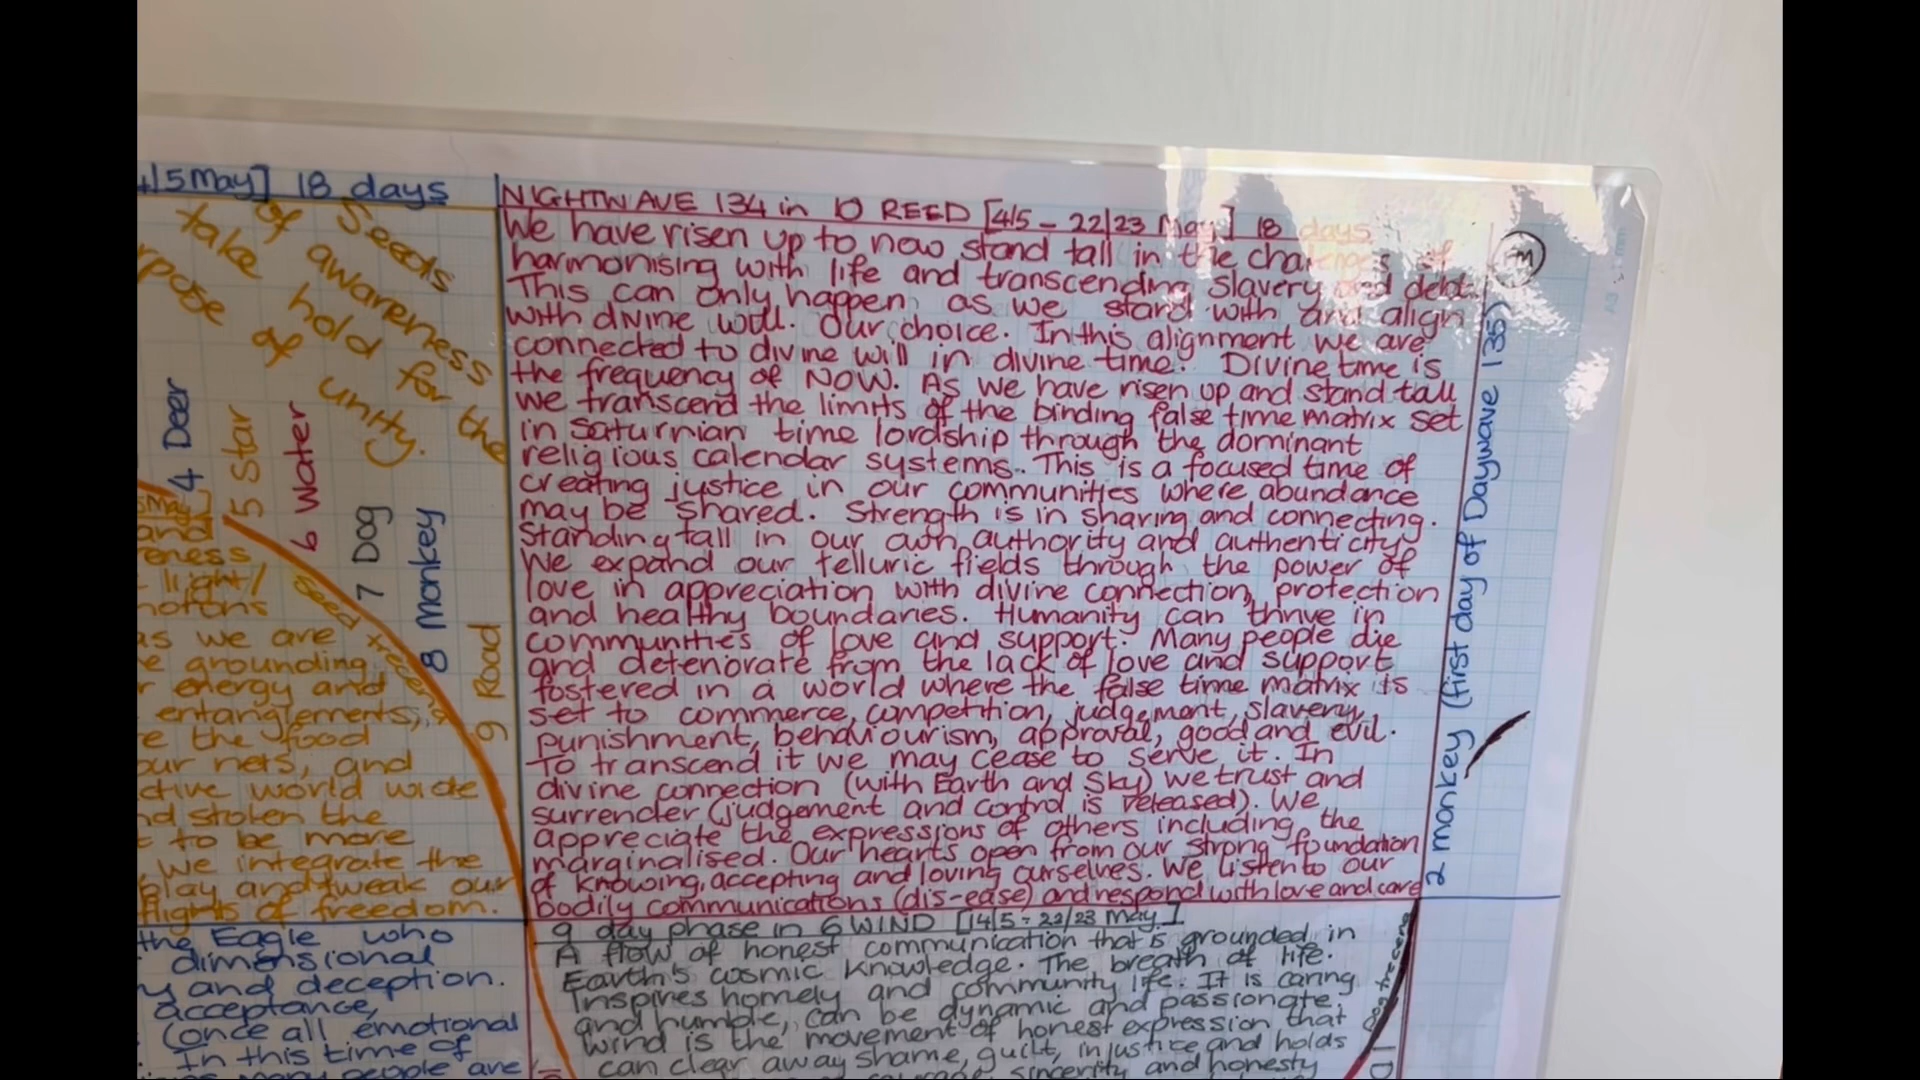 5 May] 18 days
Seeds
of awareness
take hold for the
purpose of unity.
4 Deer
5 Star
6 Water
7 Dog
8 Monkey
9 Road
and
light/
as we are
grounding
energy and
entanglements,
the food
our nets, and
world wide
stolen the
to be more
We integrate the
play and tweak our
flights of freedom.
the Eagle who
dimensional
and deception.
acceptance,
(once all emotional
In this time of
many people are
NIGHTWAVE 134 in 10 REED [4/5 - 22/23 May] 18 days
We have risen up to now stand tall in the challenges of
harmonising with life and transcending slavery and debt.
This can only happen as we stand with and align
with divine will. Our choice. In this alignment we are
connected to divine will in divine time. Divine time is
the frequency of NOW. As we have risen up and stand tall
we transcend the limits of the binding false time matrix set
in Saturnian time lordship through the dominant
religious calendar systems. This is a focused time of
creating justice in our communities where abundance
may be shared. Strength is in sharing and connecting.
Standing tall in our own authority and authenticity
We expand our telluric fields through the power of
love in appreciation with divine connection, protection
and healthy boundaries. Humanity can thrive in
communities of love and support. Many people die
and deteriorate from the lack of love and support
fostered in a world where the false time matrix is
set to commerce, competition, judgement, slavery,
punishment, behaviourism, approval, good and evil.
To transcend it we may cease to serve it. In
divine connection (with Earth and Sky) we trust and
surrender (judgement and control is released). We
appreciate the expressions of others including the
marginalised. Our hearts open from our strong foundation
of knowing, accepting and loving ourselves. We listen to our
bodily communications (dis-ease) and respond with love and care
9 day phase in 6 WIND [14/5 - 22/23 May]
A flow of honest communication that is grounded in
Earth's cosmic knowledge. The breath of life.
Inspires homely and community life. It is caring
and humble, can be dynamic and passionate.
Wind is the movement of honest expression that
can clear away shame, guilt, injustice and holds
sincerity and honesty
2 monkey (first day of Daywave 135)
FM